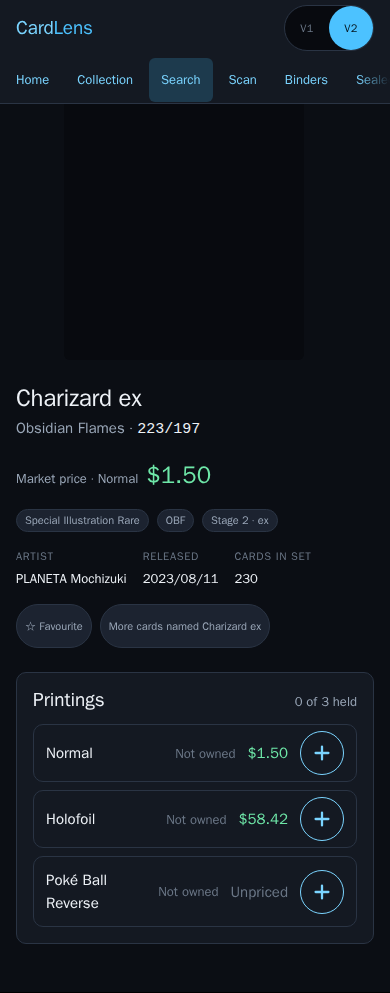 CardLens
V1 V2
Home Collection Search Scan Binders Seale
Charizard ex
Obsidian Flames · 223/197
Market price · Normal $1.50
Special Illustration Rare OBF Stage 2 · ex
ARTIST RELEASED CARDS IN SET
PLANETA Mochizuki 2023/08/11 230
☆ Favourite More cards named Charizard ex
Printings 0 of 3 held
Normal Not owned $1.50 +
Holofoil Not owned $58.42 +
Poké Ball
Reverse Not owned Unpriced +